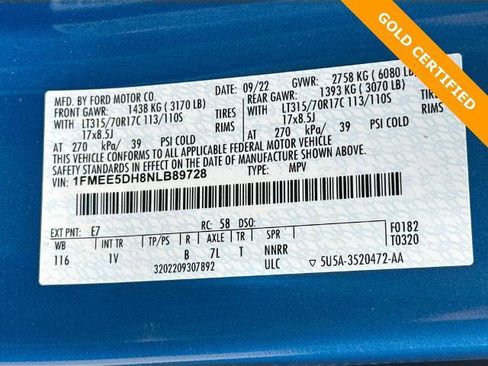 GOLD CERTIFIED
MFD. BY FORD MOTOR CO. 09/22 GVWR: 2758 KG ( 6080 LB
FRONT GAWR: 1438 KG ( 3170 LB) REAR GAWR: 1393 KG ( 3070 LB)
WITH LT315/70R17C 113/110S TIRES WITH LT315/70R17C 113/110S
17x8.5J RIMS 17x8.5J
AT 270 kPa/ 39 PSI COLD AT 270 kPa/ 39 PSI COLD
THIS VEHICLE CONFORMS TO ALL APPLICABLE FEDERAL MOTOR VEHICLE
SAFETY STANDARDS IN EFFECT ON THE DATE OF MANUFACTURE SHOWN ABOVE.
VIN: 1FMEE5DH8NLB89728 TYPE: MPV
EXT PNT: E7 RC: 58 DSO: F0182
WB INT TR TP/PS R AXLE TR SPR T0320
116 1V B 7L T NNRR
3202209307892 ULC ▽ 5U5A-3520472-AA